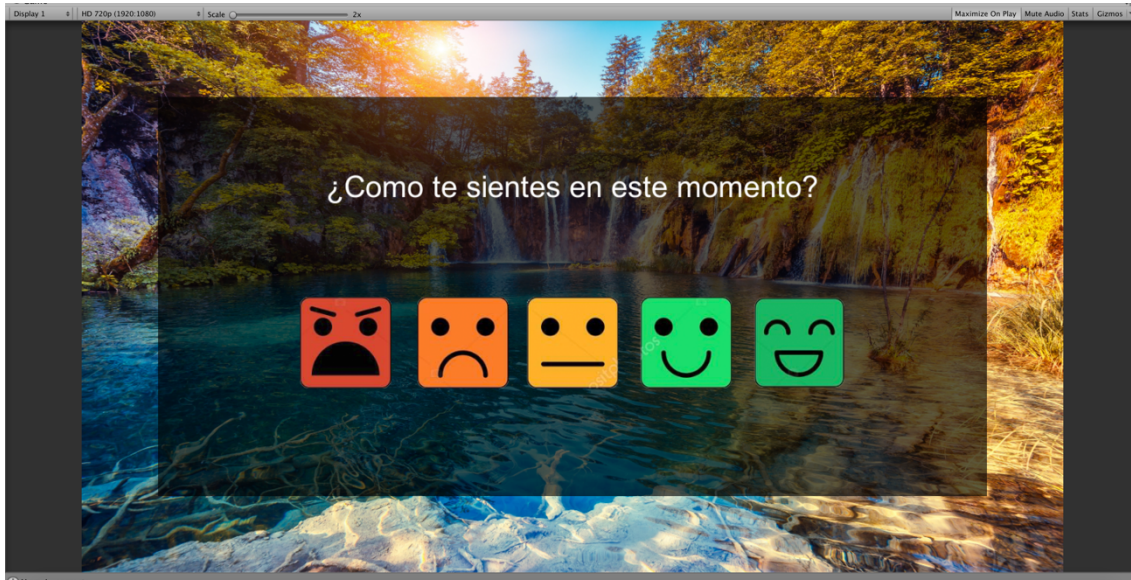 Display 1 HD 720p (1920:1080) Scale 2x Maximize On Play Mute Audio Stats Gizmos
¿Como te sientes en este momento?